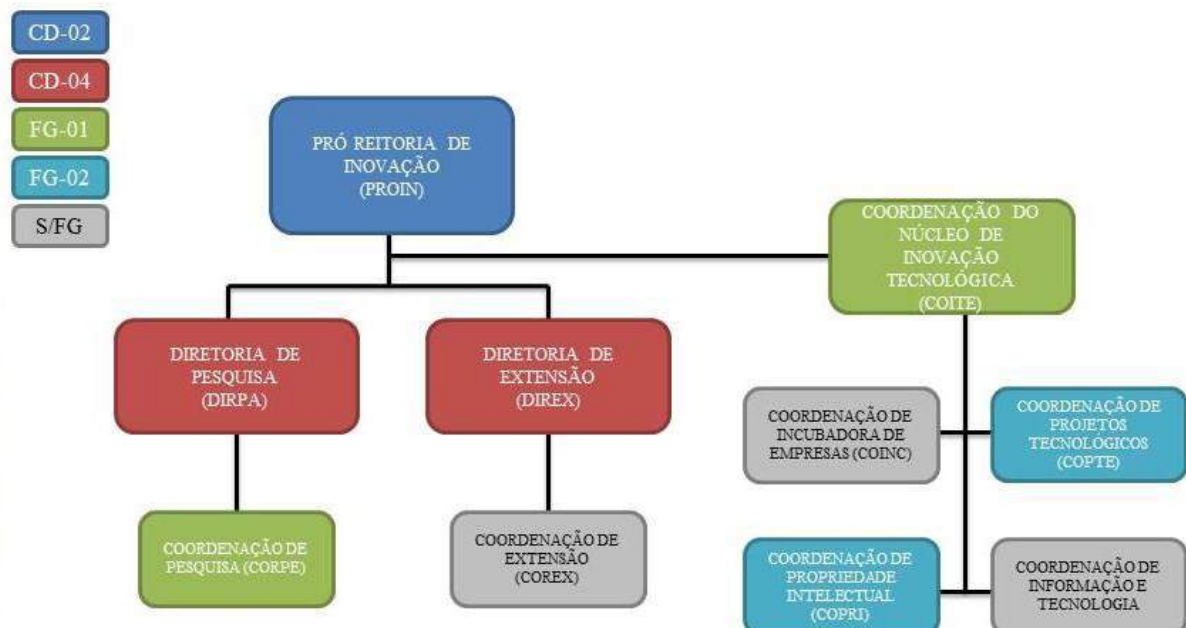 CD-02
CD-04
FG-01
FG-02
S/FG
PRÓ REITORIA DE
INOVAÇÃO
(PROIN)
COORDENAÇÃO DO
NÚCLEO DE
INOVAÇÃO
TECNOLÓGICA
(COITE)
DIRETORIA DE
PESQUISA
(DIRPA)
DIRETORIA DE
EXTENSÃO
(DIREX)
COORDENAÇÃO DE
INCUBADORA DE
EMPRESAS (COINC)
COORDENAÇÃO DE
PROJETOS
TECNOLÓGICOS
(COPTE)
COORDENAÇÃO DE
PESQUISA (CORPE)
COORDENAÇÃO DE
EXTENSÃO
(COREX)
COORDENAÇÃO DE
PROPRIEDADE
INTELECTUAL
(COPRI)
COORDENAÇÃO DE
INFORMAÇÃO E
TECNOLOGIA